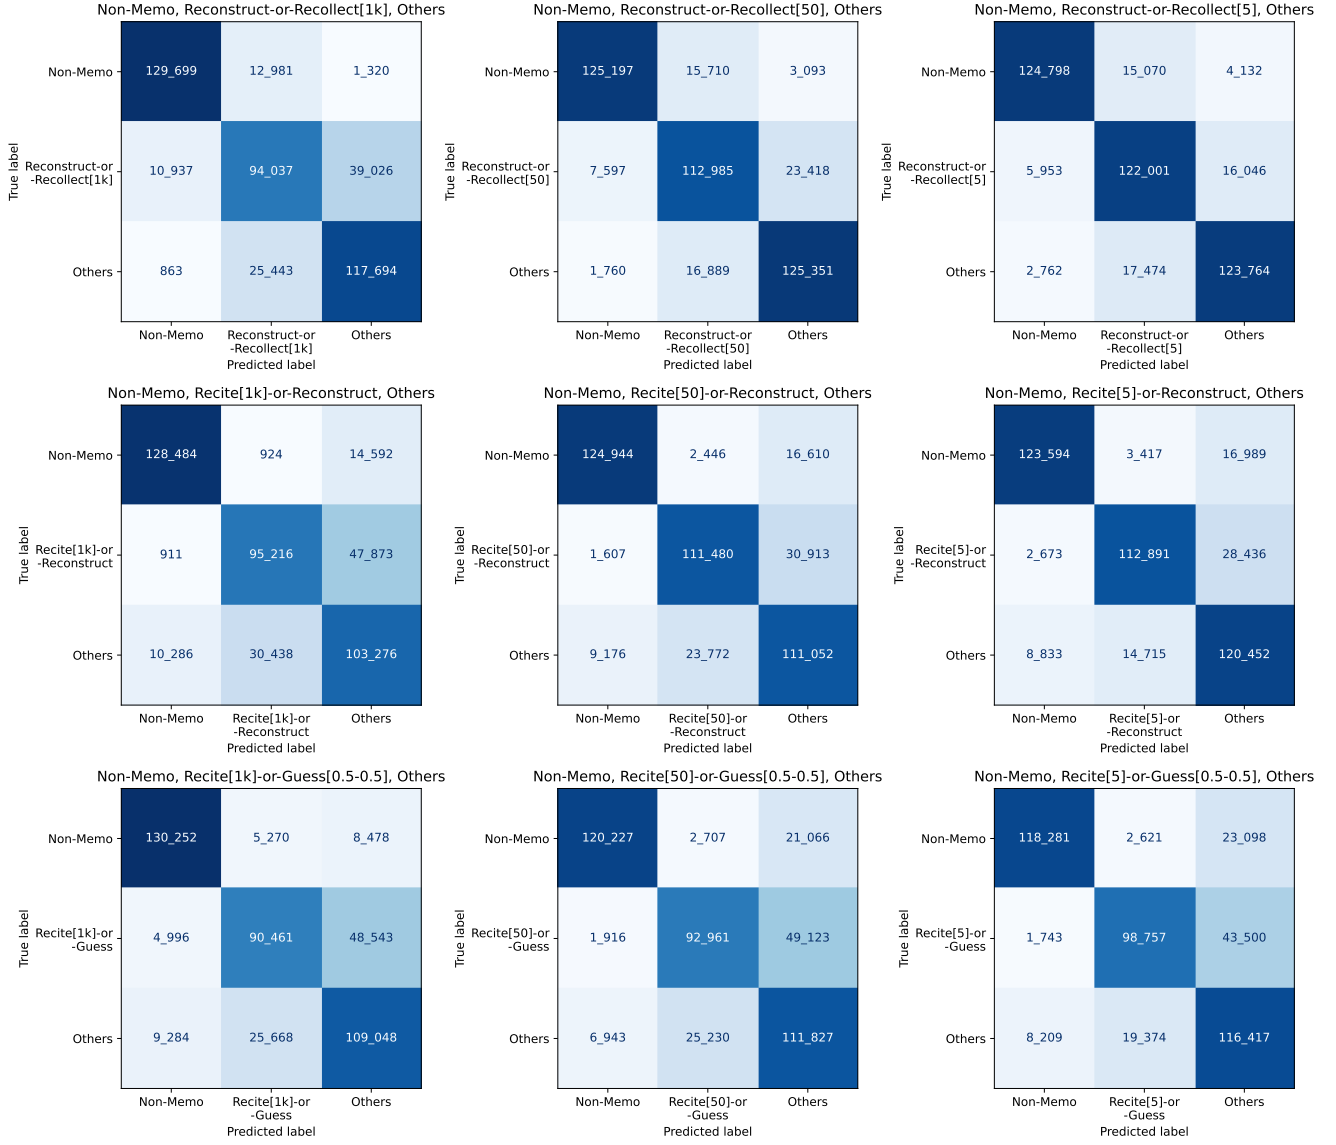 Non-Memo, Reconstruct-or-Recollect[1k], Others
Non-Memo, Reconstruct-or-Recollect[50], Others
Non-Memo, Reconstruct-or-Recollect[5], Others
True label
Non-Memo
129_699 12_981 1_320
Reconstruct-or
-Recollect[1k]
10_937 94_037 39_026
Others
863 25_443 117_694
Non-Memo
Reconstruct-or
-Recollect[1k]
Others
Predicted label
True label
Non-Memo
125_197 15_710 3_093
Reconstruct-or
-Recollect[50]
7_597 112_985 23_418
Others
1_760 16_889 125_351
Non-Memo
Reconstruct-or
-Recollect[50]
Others
Predicted label
True label
Non-Memo
124_798 15_070 4_132
Reconstruct-or
-Recollect[5]
5_953 122_001 16_046
Others
2_762 17_474 123_764
Non-Memo
Reconstruct-or
-Recollect[5]
Others
Predicted label
Non-Memo, Recite[1k]-or-Reconstruct, Others
Non-Memo, Recite[50]-or-Reconstruct, Others
Non-Memo, Recite[5]-or-Reconstruct, Others
True label
Non-Memo
128_484 924 14_592
Recite[1k]-or
-Reconstruct
911 95_216 47_873
Others
10_286 30_438 103_276
Non-Memo
Recite[1k]-or
-Reconstruct
Others
Predicted label
True label
Non-Memo
124_944 2_446 16_610
Recite[50]-or
-Reconstruct
1_607 111_480 30_913
Others
9_176 23_772 111_052
Non-Memo
Recite[50]-or
-Reconstruct
Others
Predicted label
True label
Non-Memo
123_594 3_417 16_989
Recite[5]-or
-Reconstruct
2_673 112_891 28_436
Others
8_833 14_715 120_452
Non-Memo
Recite[5]-or
-Reconstruct
Others
Predicted label
Non-Memo, Recite[1k]-or-Guess[0.5-0.5], Others
Non-Memo, Recite[50]-or-Guess[0.5-0.5], Others
Non-Memo, Recite[5]-or-Guess[0.5-0.5], Others
True label
Non-Memo
130_252 5_270 8_478
Recite[1k]-or
-Guess
4_996 90_461 48_543
Others
9_284 25_668 109_048
Non-Memo
Recite[1k]-or
-Guess
Others
Predicted label
True label
Non-Memo
120_227 2_707 21_066
Recite[50]-or
-Guess
1_916 92_961 49_123
Others
6_943 25_230 111_827
Non-Memo
Recite[50]-or
-Guess
Others
Predicted label
True label
Non-Memo
118_281 2_621 23_098
Recite[5]-or
-Guess
1_743 98_757 43_500
Others
8_209 19_374 116_417
Non-Memo
Recite[5]-or
-Guess
Others
Predicted label